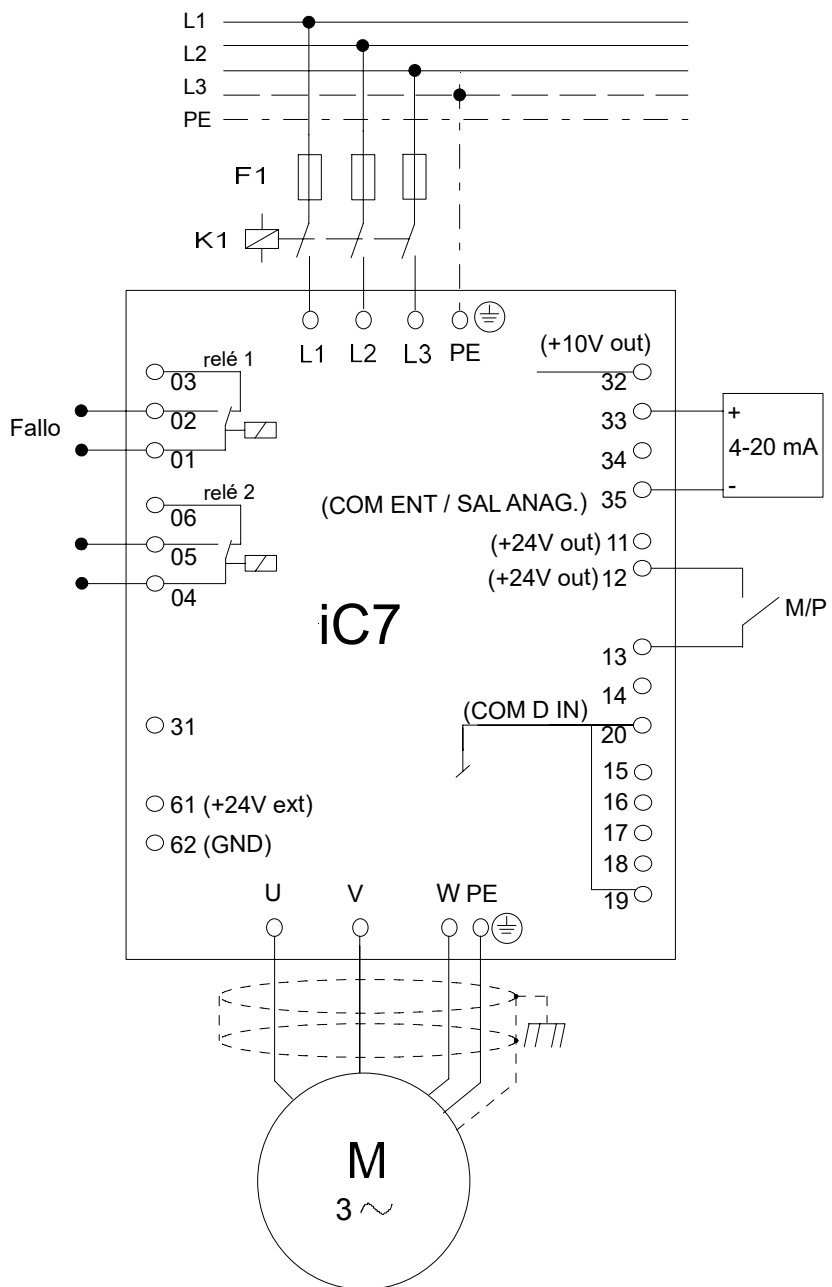 L1
L2
L3
PE
F1
K1
L1 L2 L3 PE
relé 1
03
02
01
Fallo
relé 2
06
05
04
(+10V out)
32
33
34
(COM ENT / SAL ANAG.) 35
+
4-20 mA
-
(+24V out) 11
(+24V out) 12
M/P
iC7
13
14
(COM D IN)
20
15
16
17
18
19
31
61 (+24V ext)
62 (GND)
U V W PE
M
3 ~